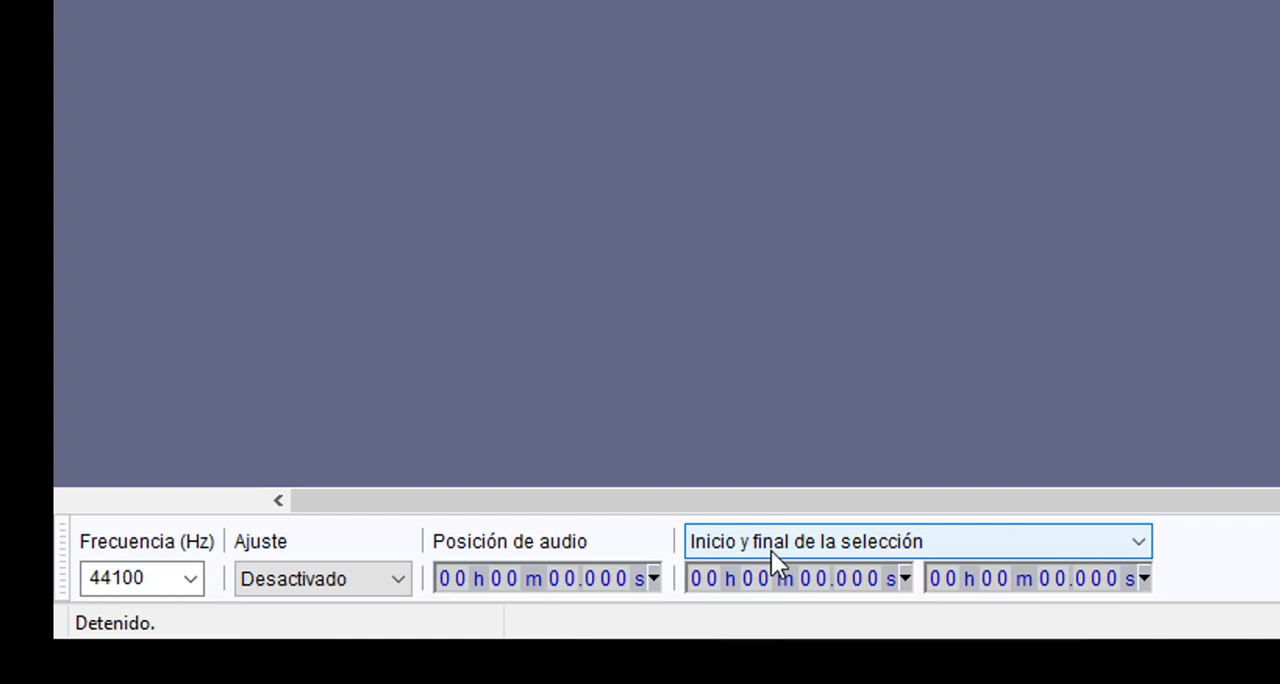 Frecuencia (Hz) Ajuste Posición de audio Inicio y final de la selección
44100 Desactivado 00 h 00 m 00.000 s 00 h 00 m 00.000 s 00 h 00 m 00.000 s
Detenido.